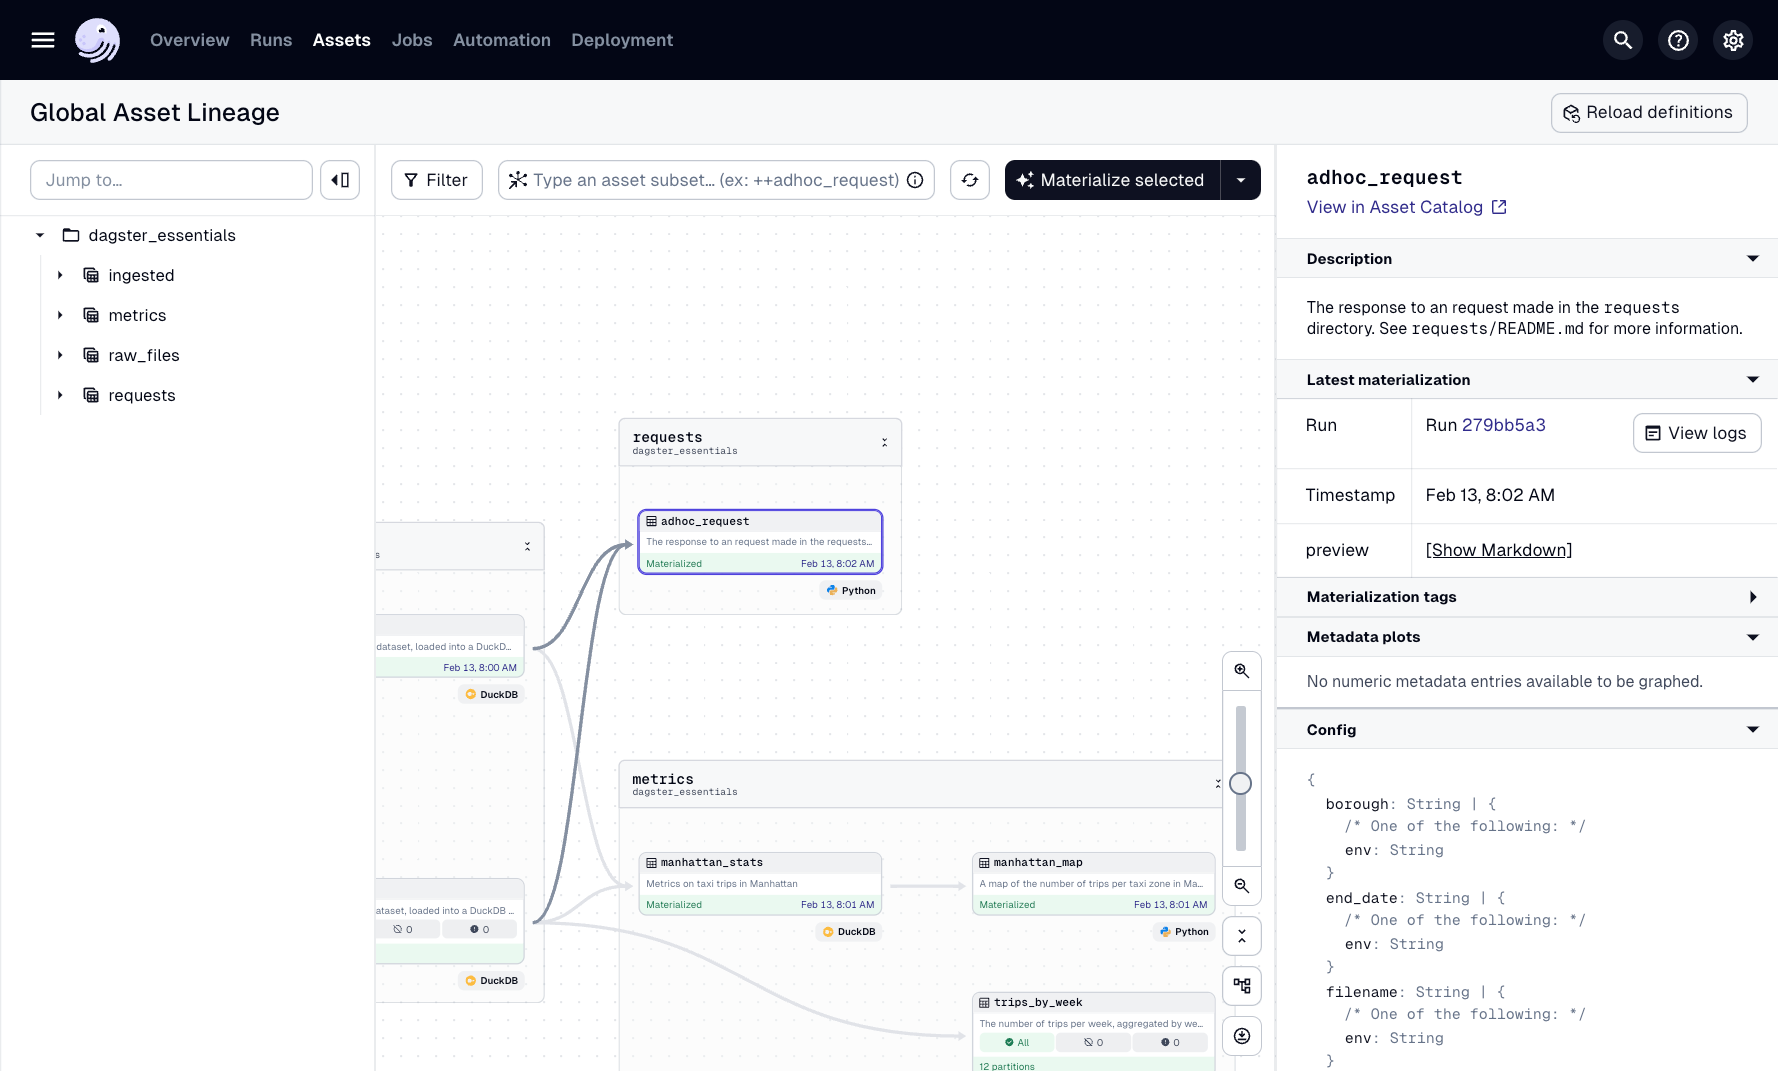 Overview Runs Assets Jobs Automation Deployment
Global Asset Lineage
Reload definitions
Jump to…
Filter
Type an asset subset… (ex: ++adhoc_request)
Materialize selected
dagster_essentials
ingested
metrics
raw_files
requests
requests
dagster_essentials
adhoc_request
The response to an request made in the requests…
Materialized Feb 13, 8:02 AM
Python
s
dataset, loaded into a DuckD…
Feb 13, 8:00 AM
DuckDB
ataset, loaded into a DuckDB …
0 0
DuckDB
metrics
dagster_essentials
manhattan_stats
Metrics on taxi trips in Manhattan
Materialized Feb 13, 8:01 AM
DuckDB
manhattan_map
A map of the number of trips per taxi zone in Ma…
Materialized Feb 13, 8:01 AM
Python
trips_by_week
The number of trips per week, aggregated by we…
All 0 0
12 partitions
adhoc_request
View in Asset Catalog
Description
The response to an request made in the requests
directory. See requests/README.md for more information.
Latest materialization
Run Run 279bb5a3 View logs
Timestamp Feb 13, 8:02 AM
preview [Show Markdown]
Materialization tags
Metadata plots
No numeric metadata entries available to be graphed.
Config
{
borough: String | {
/* One of the following: */
env: String
}
end_date: String | {
/* One of the following: */
env: String
}
filename: String | {
/* One of the following: */
env: String
}